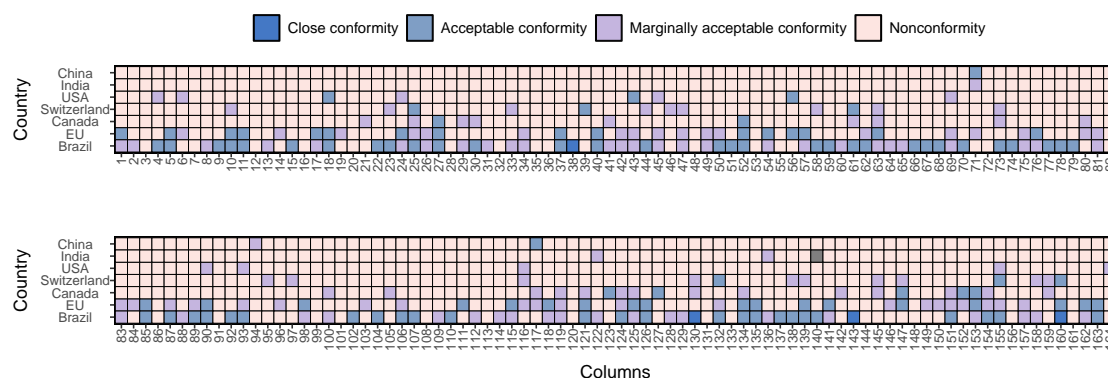 Close conformity Acceptable conformity Marginally acceptable conformity Nonconformity
Country
China
India
USA
Switzerland
Canada
EU
Brazil
1 2 3 4 5 6 7 8 9 10 11 12 13 14 15 16 17 18 19 20 21 22 23 24 25 26 27 28 29 30 31 32 33 34 35 36 37 38 39 40 41 42 43 44 45 46 47 48 49 50 51 52 53 54 55 56 57 58 59 60 61 62 63 64 65 66 67 68 69 70 71 72 73 74 75 76 77 78 79 80 81
Country
China
India
USA
Switzerland
Canada
EU
Brazil
83 84 85 86 87 88 89 90 91 92 93 94 95 96 97 98 99 100 101 102 103 104 105 106 107 108 109 110 111 112 113 114 115 116 117 118 119 120 121 122 123 124 125 126 127 128 129 130 131 132 133 134 135 136 137 138 139 140 141 142 143 144 145 146 147 148 149 150 151 152 153 154 155 156 157 158 159 160 161 162 163
Columns